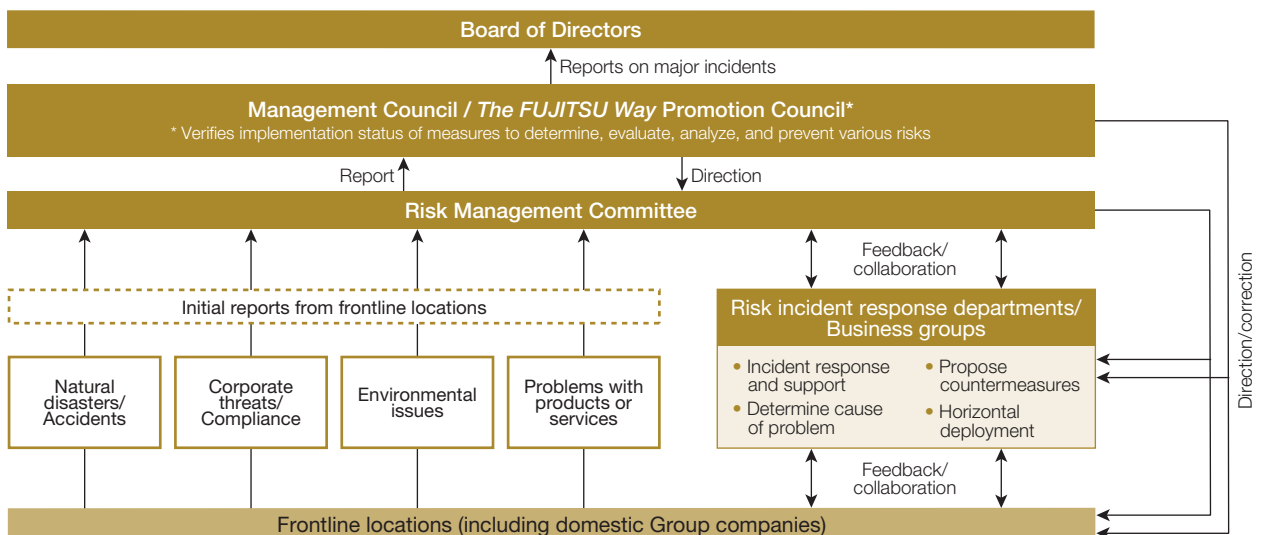 Board of Directors
Reports on major incidents
Management Council / The FUJITSU Way Promotion Council*
* Verifies implementation status of measures to determine, evaluate, analyze, and prevent various risks
Report
Direction
Risk Management Committee
Feedback/
collaboration
Initial reports from frontline locations
Natural
disasters/
Accidents
Corporate
threats/
Compliance
Environmental
issues
Problems with
products or
services
Risk incident response departments/
Business groups
• Incident response
and support
• Determine cause
of problem
• Propose
countermeasures
• Horizontal
deployment
Feedback/
collaboration
Direction/correction
Frontline locations (including domestic Group companies)